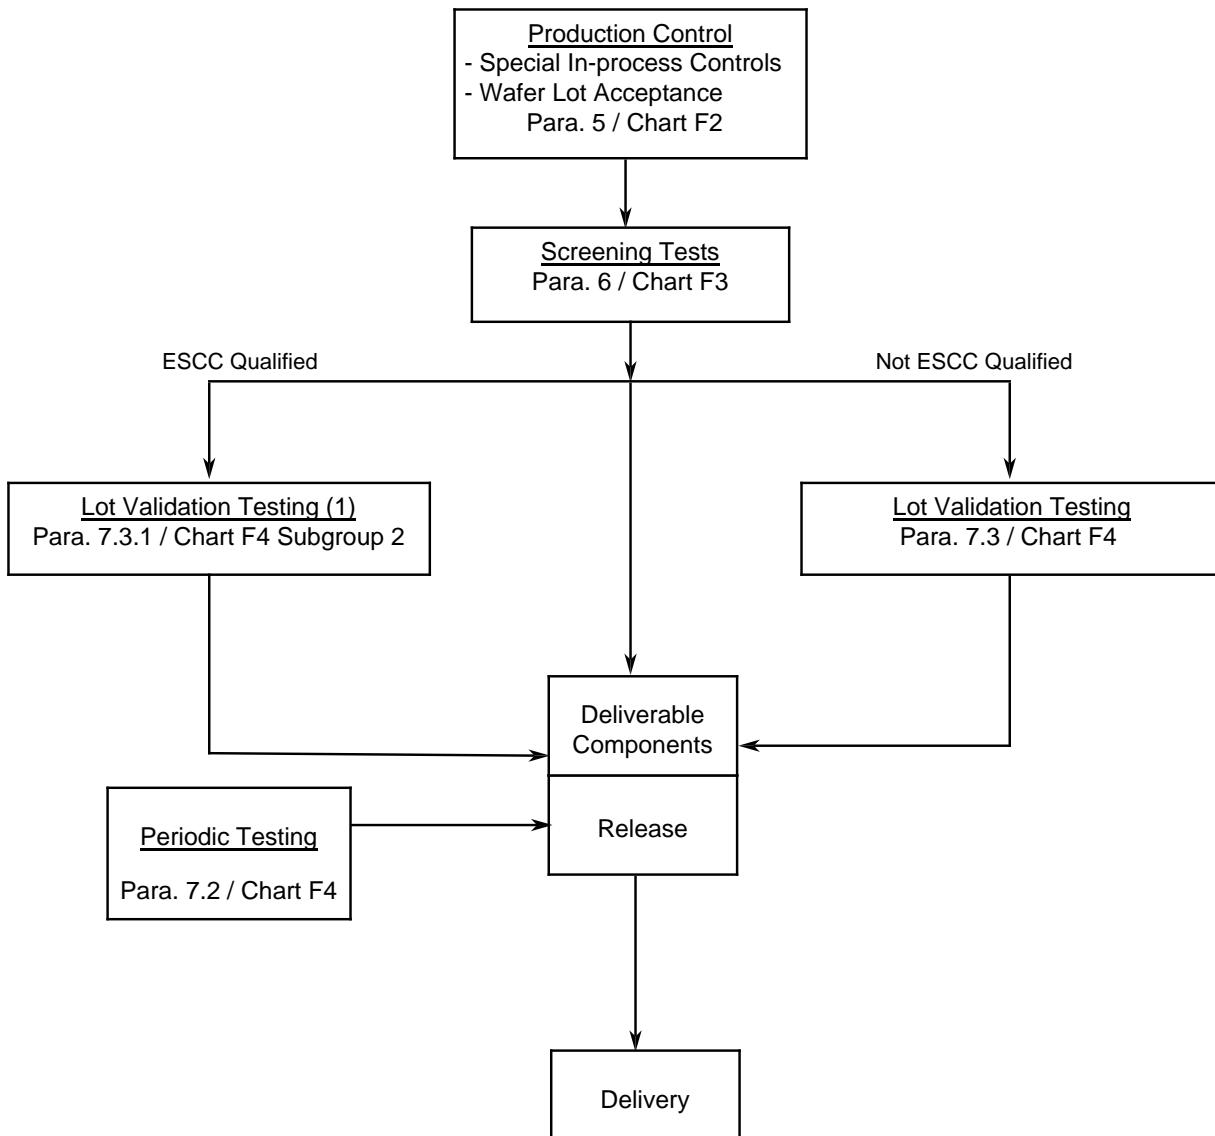 Production Control
- Special In-process Controls
- Wafer Lot Acceptance
Para. 5 / Chart F2
Screening Tests
Para. 6 / Chart F3
ESCC Qualified
Not ESCC Qualified
Lot Validation Testing (1)
Para. 7.3.1 / Chart F4 Subgroup 2
Lot Validation Testing
Para. 7.3 / Chart F4
Deliverable
Components
Release
Periodic Testing
Para. 7.2 / Chart F4
Delivery